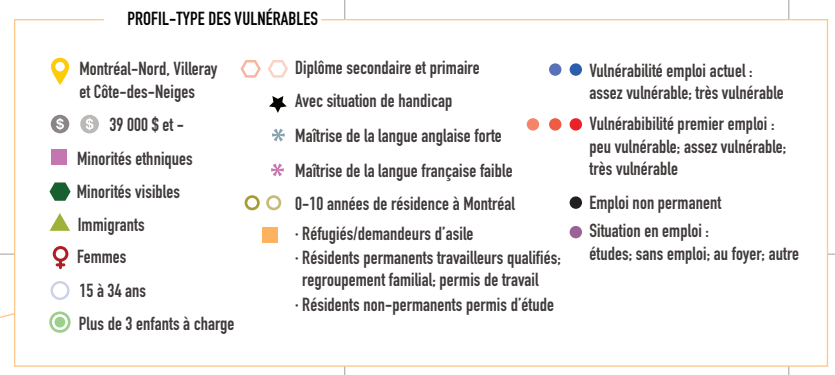 PROFIL-TYPE DES VULNÉRABLES
Montréal-Nord, Villeray
et Côte-des-Neiges
$ $ 39 000 $ et -
Minorités ethniques
Minorités visibles
Immigrants
Femmes
15 à 34 ans
Plus de 3 enfants à charge
Diplôme secondaire et primaire
Avec situation de handicap
Maîtrise de la langue anglaise forte
Maîtrise de la langue française faible
0-10 années de résidence à Montréal
· Réfugiés/demandeurs d'asile
· Résidents permanents travailleurs qualifiés;
regroupement familial; permis de travail
· Résidents non-permanents permis d'étude
Vulnérabilité emploi actuel :
assez vulnérable; très vulnérable
Vulnérabibilité premier emploi :
peu vulnérable; assez vulnérable;
très vulnérable
Emploi non permanent
Situation en emploi :
études; sans emploi; au foyer; autre